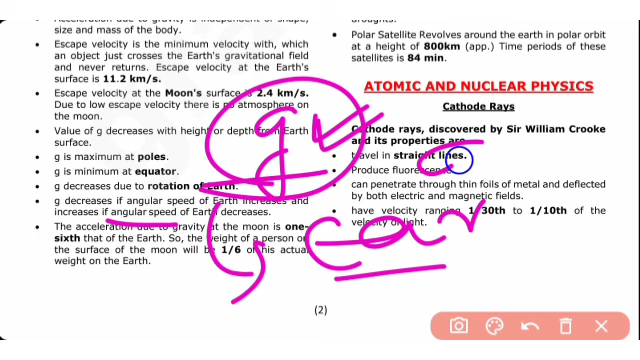 Acceleration due to gravity is independent of shape,
size and mass of the body.
• Escape velocity is the minimum velocity with, which
an object just crosses the Earth's gravitational field
and never returns. Escape velocity at the Earth's
surface is 11.2 km/s.
• Escape velocity at the Moon's surface is 2.4 km/s.
Due to low escape velocity there is no atmosphere on
the moon.
• Value of g decreases with height or depth from Earth
surface.
• g is maximum at poles.
• g is minimum at equator.
• g decreases due to rotation of Earth.
• g decreases if angular speed of Earth increases and
increases if angular speed of Earth decreases.
• The acceleration due to gravity at the moon is one-
sixth that of the Earth. So, the weight of a person on
the surface of the moon will be 1/6 of his actual
weight on the Earth.
droughts.
• Polar Satellite Revolves around the earth in polar orbit
at a height of 800km (app.) Time periods of these
satellites is 84 min.
ATOMIC AND NUCLEAR PHYSICS
Cathode Rays
Cathode rays, discovered by Sir William Crooke
and its properties are
• travel in straight lines.
• Produce fluorescence
• can penetrate through thin foils of metal and deflected
by both electric and magnetic fields.
• have velocity ranging 1/30th to 1/10th of the
velocity of light.
(2)